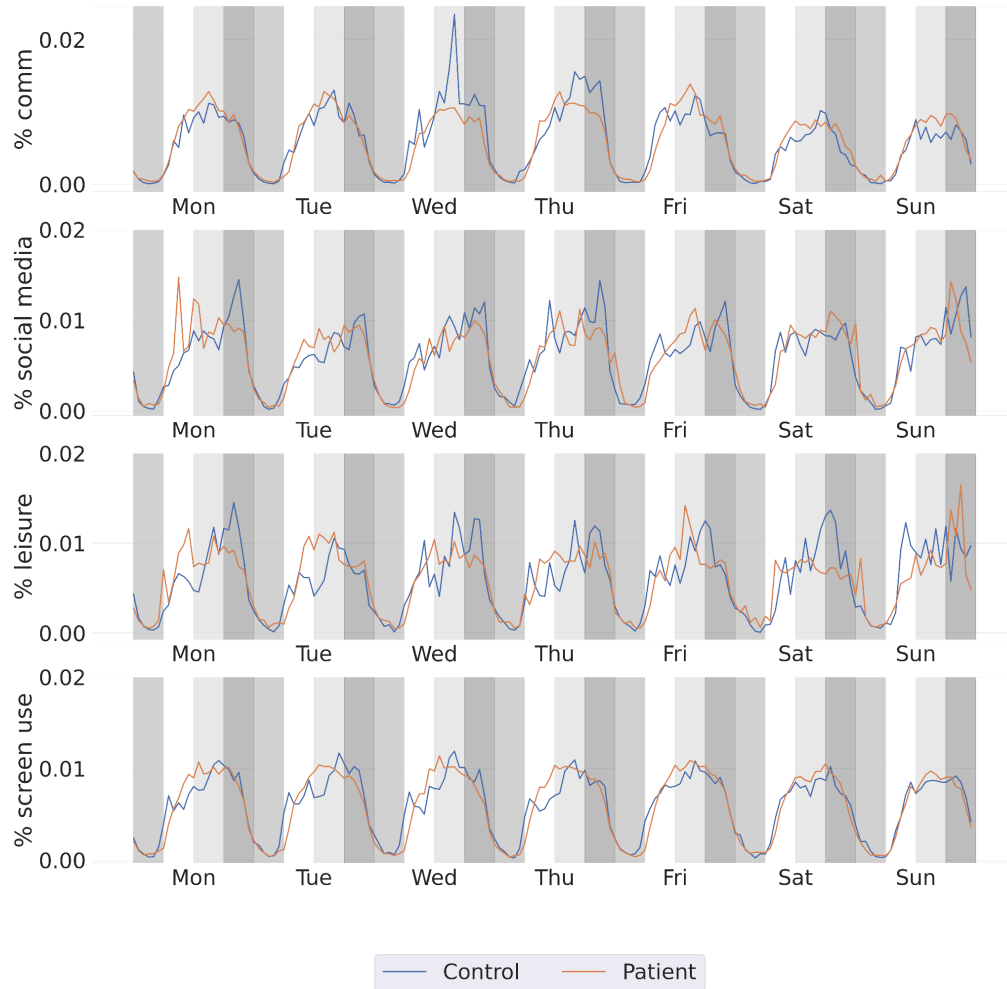 % comm
0.02
0.00
Mon Tue Wed Thu Fri Sat Sun
% social media
0.02
0.01
0.00
Mon Tue Wed Thu Fri Sat Sun
% leisure
0.02
0.01
0.00
Mon Tue Wed Thu Fri Sat Sun
% screen use
0.02
0.01
0.00
Mon Tue Wed Thu Fri Sat Sun
Control Patient